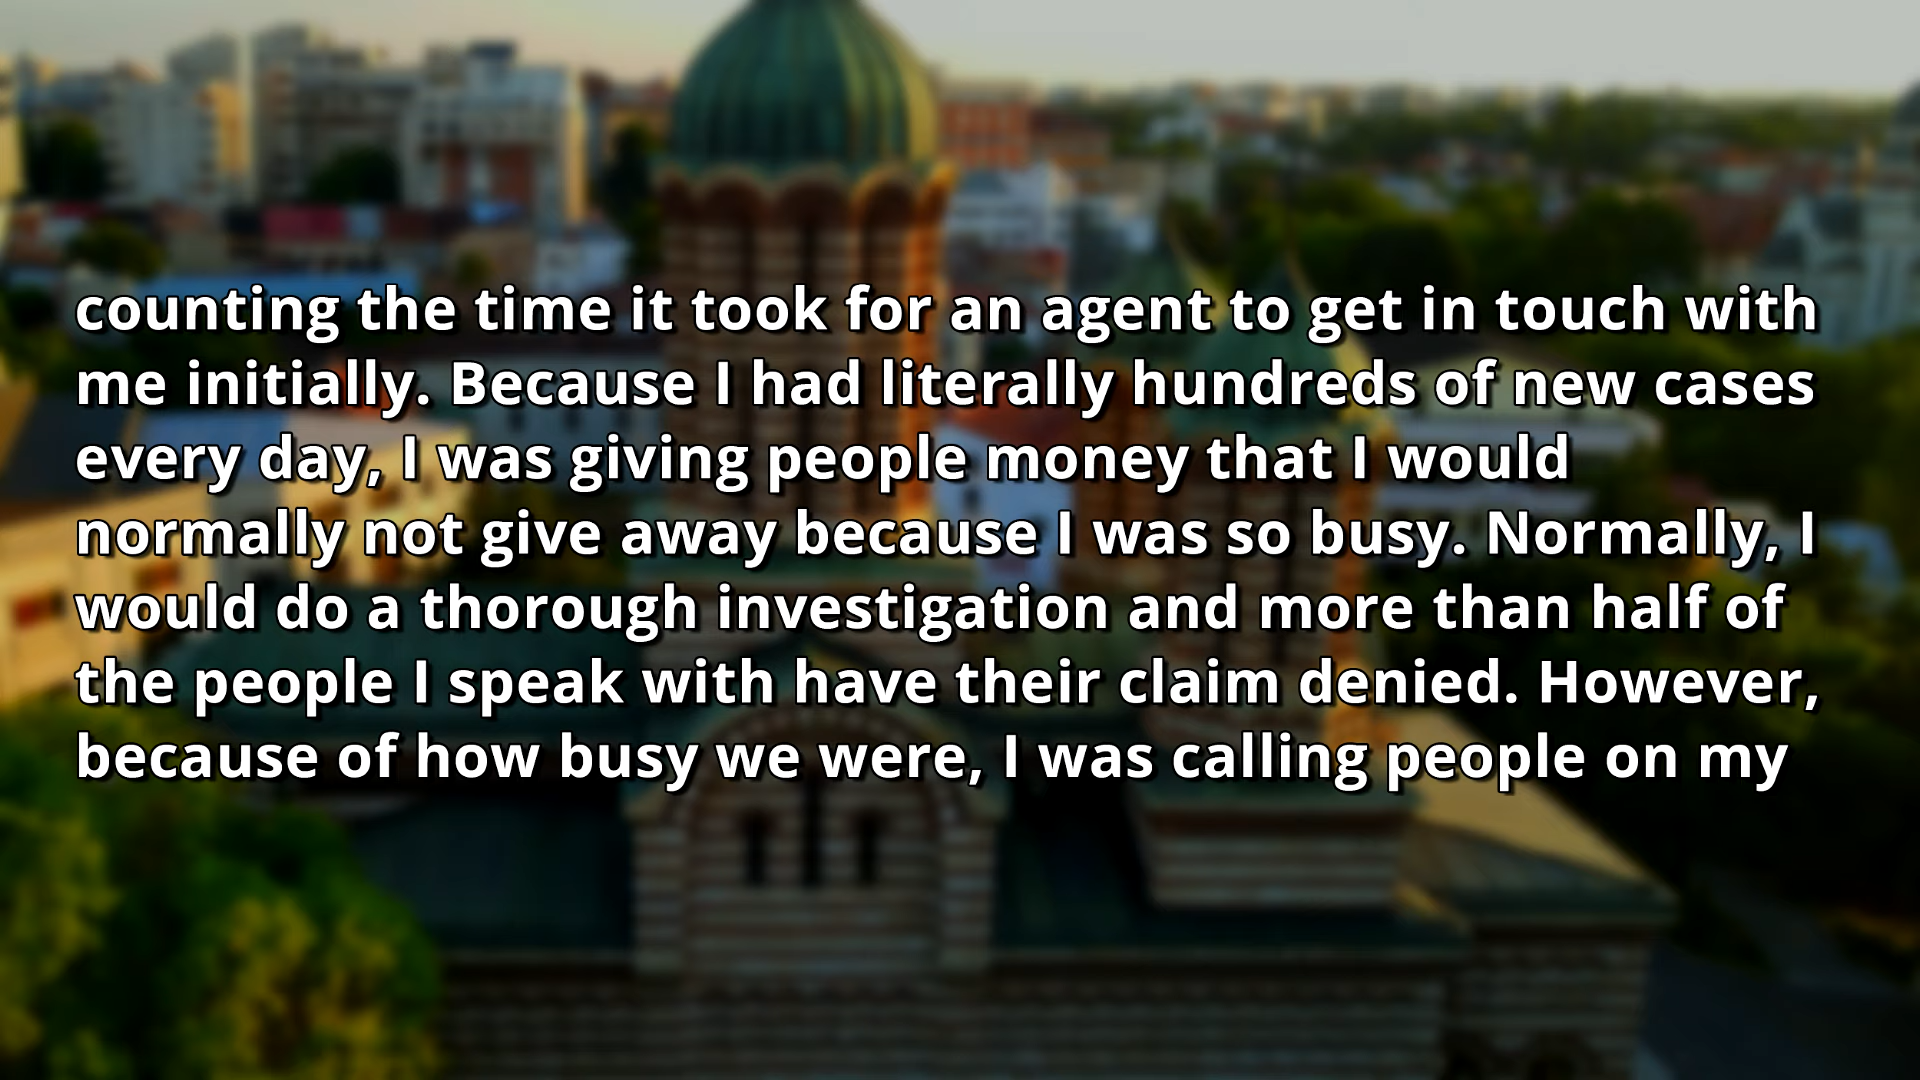 counting the time it took for an agent to get in touch with
me initially. Because I had literally hundreds of new cases
every day, I was giving people money that I would
normally not give away because I was so busy. Normally, I
would do a thorough investigation and more than half of
the people I speak with have their claim denied. However,
because of how busy we were, I was calling people on my